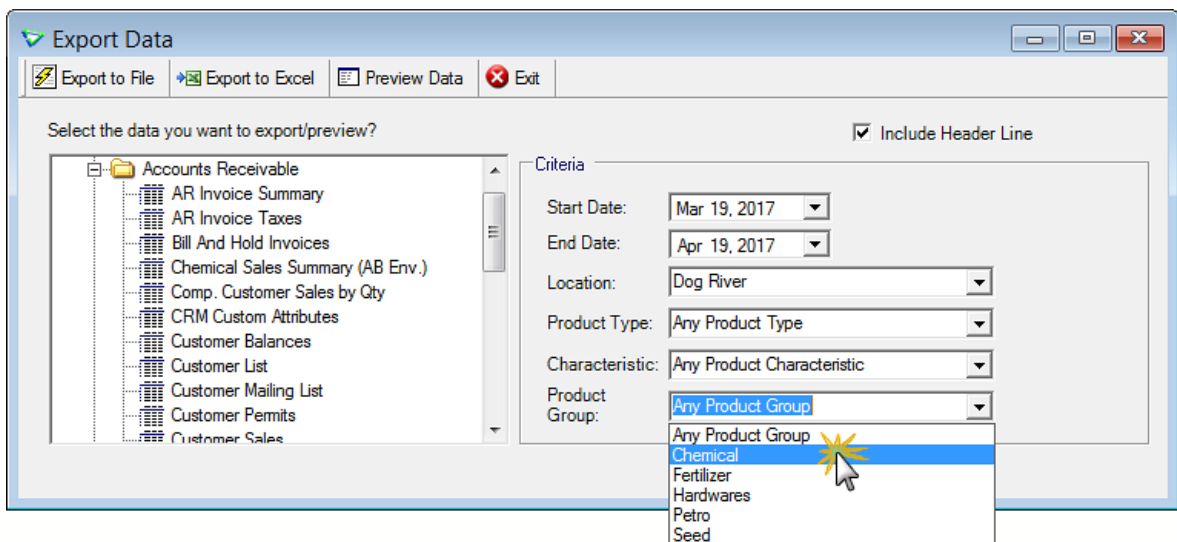 Export Data
Export to File Export to Excel Preview Data Exit
Select the data you want to export/preview?
Include Header Line
Accounts Receivable
AR Invoice Summary
AR Invoice Taxes
Bill And Hold Invoices
Chemical Sales Summary (AB Env.)
Comp. Customer Sales by Qty
CRM Custom Attributes
Customer Balances
Customer List
Customer Mailing List
Customer Permits
Customer Sales
Criteria
Start Date: Mar 19, 2017
End Date: Apr 19, 2017
Location: Dog River
Product Type: Any Product Type
Characteristic: Any Product Characteristic
Product
Group: Any Product Group
Any Product Group
Chemical
Fertilizer
Hardwares
Petro
Seed